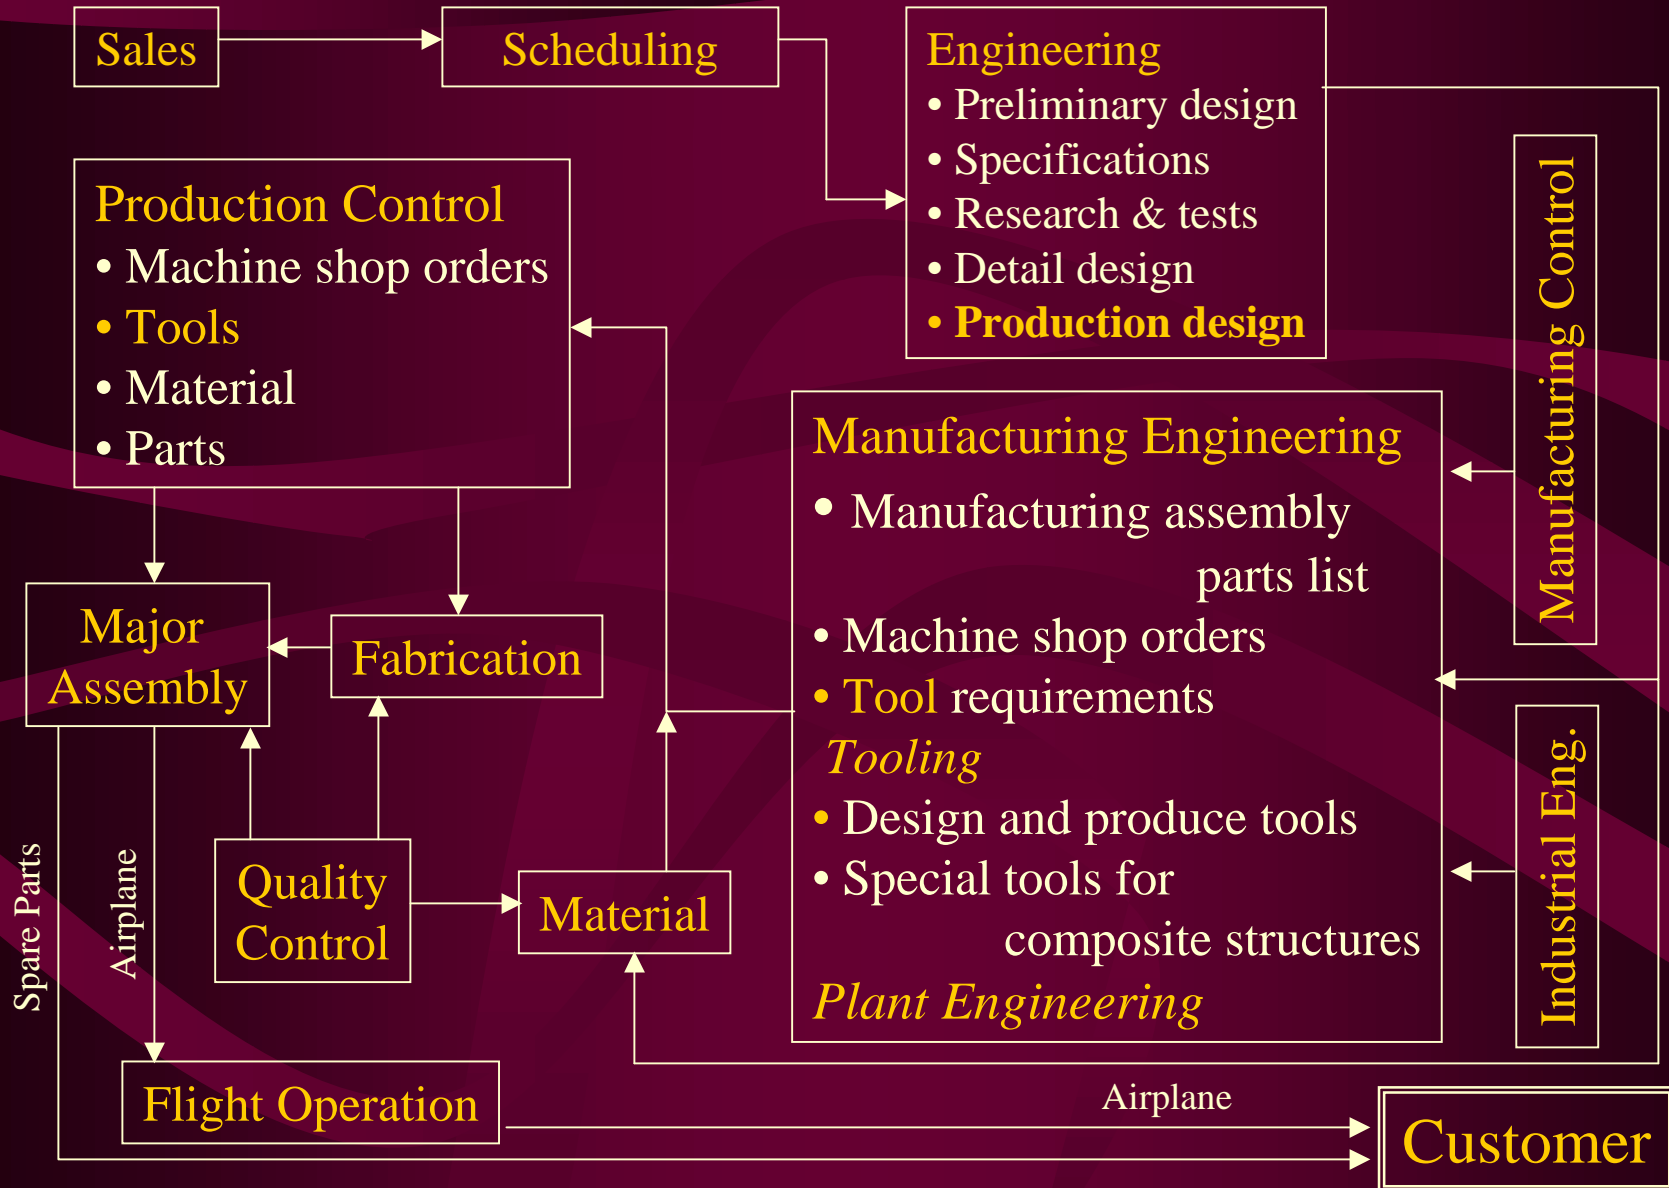 Sales
Scheduling
Engineering
• Preliminary design
• Specifications
• Research & tests
• Detail design
• Production design
Production Control
• Machine shop orders
• Tools
• Material
• Parts
Manufacturing Control
Manufacturing Engineering
• Manufacturing assembly
parts list
• Machine shop orders
• Tool requirements
Tooling
• Design and produce tools
• Special tools for
composite structures
Plant Engineering
Major
Assembly
Fabrication
Industrial Eng.
Quality
Control
Material
Spare Parts
Airplane
Flight Operation
Airplane
Customer